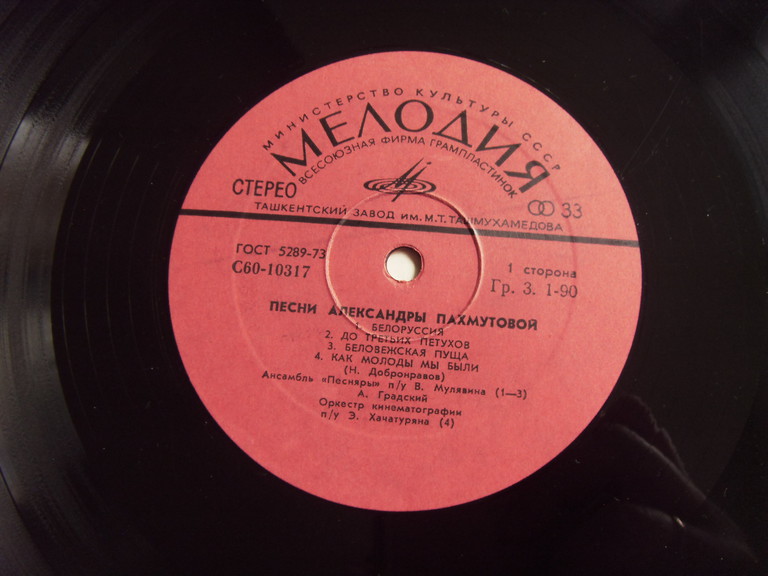 МИНИСТЕРСТВО КУЛЬТУРЫ СССР
МЕЛОДИЯ
ВСЕСОЮЗНАЯ ФИРМА ГРАМПЛАСТИНОК
СТЕРЕО
33
ТАШКЕНТСКИЙ ЗАВОД ИМ. М.Т. ТАШМУХАМЕДОВА
ГОСТ 5289-73
С60-10317
1 сторона
Гр. 3. 1-90
ПЕСНИ АЛЕКСАНДРЫ ПАХМУТОВОЙ
1. БЕЛОРУССИЯ
2. ДО ТРЕТЬИХ ПЕТУХОВ
3. БЕЛОВЕЖСКАЯ ПУЩА
4. КАК МОЛОДЫ МЫ БЫЛИ
(Н. Добронравов)
Ансамбль «Песняры» п/у В. Мулявина (1—3)
А. Градский
Оркестр кинематографии
п/у Э. Хачатуряна (4)